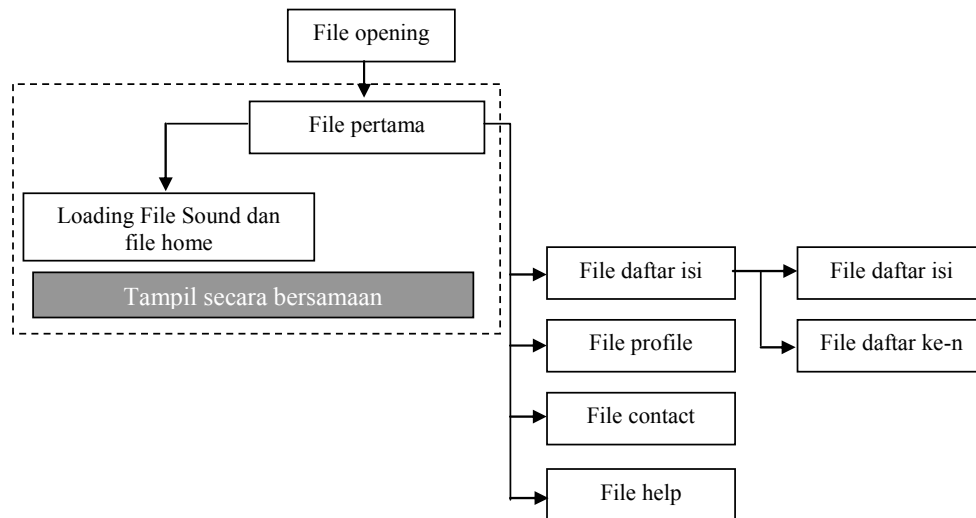 File opening
File pertama
Loading File Sound dan
file home
Tampil secara bersamaan
File daftar isi
File daftar isi
File profile
File daftar ke-n
File contact
File help